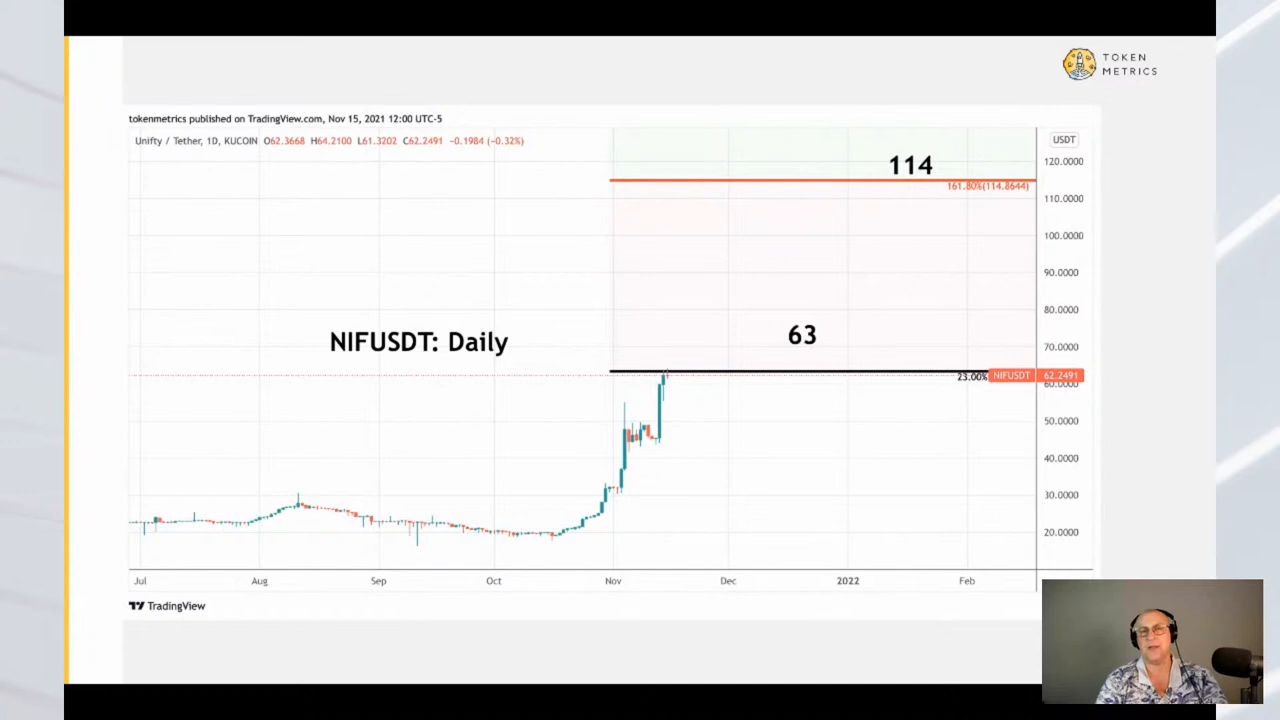 TOKEN
METRICS
tokenmetrics published on TradingView.com, Nov 15, 2021 12:00 UTC-5
Unifty / Tether, 1D, KUCOIN O62.3668 H64.2100 L61.3202 C62.2491 -0.1984 (-0.32%)
USDT
120.0000
114
161.80%(114.8644)
110.0000
100.0000
90.0000
80.0000
70.0000
NIFUSDT: Daily
63
23.00%
NIFUSDT
62.2491
60.0000
50.0000
40.0000
30.0000
20.0000
Jul Aug Sep Oct Nov Dec 2022 Feb
TradingView